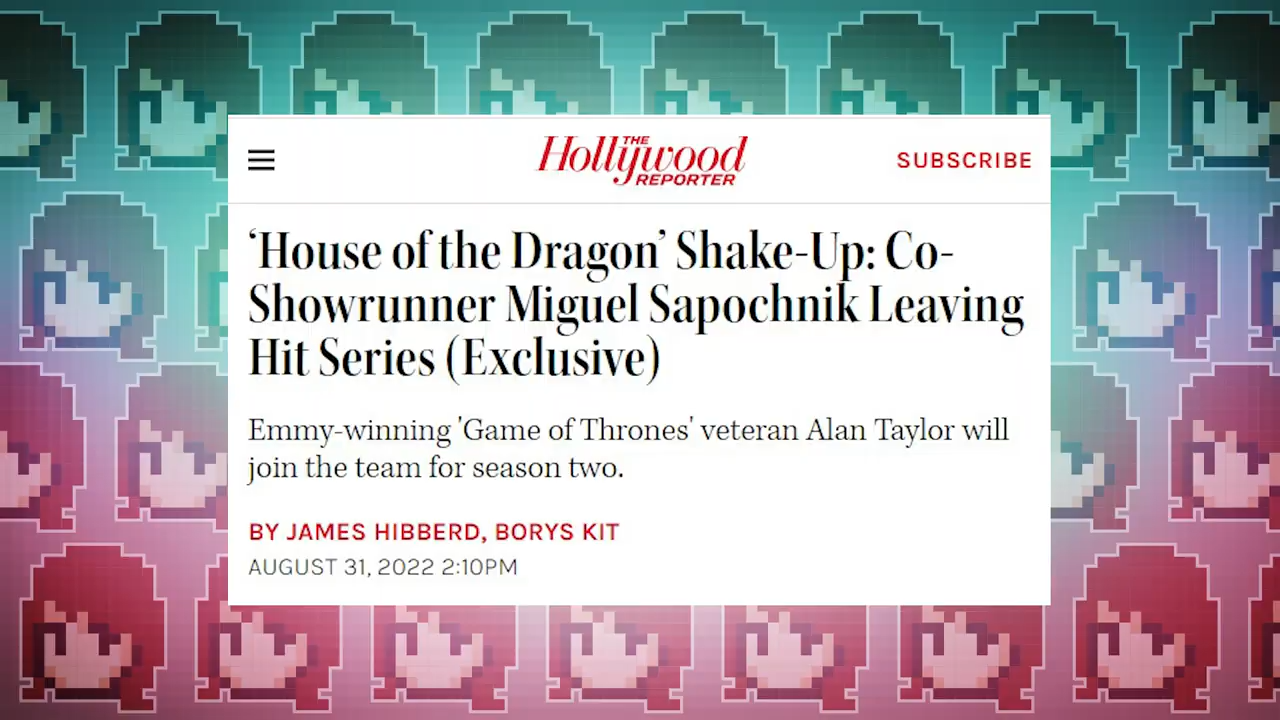 THE
Hollywood
REPORTER
SUBSCRIBE
‘House of the Dragon’ Shake-Up: Co-
Showrunner Miguel Sapochnik Leaving
Hit Series (Exclusive)
Emmy-winning 'Game of Thrones' veteran Alan Taylor will
join the team for season two.
BY JAMES HIBBERD, BORYS KIT
AUGUST 31, 2022 2:10PM